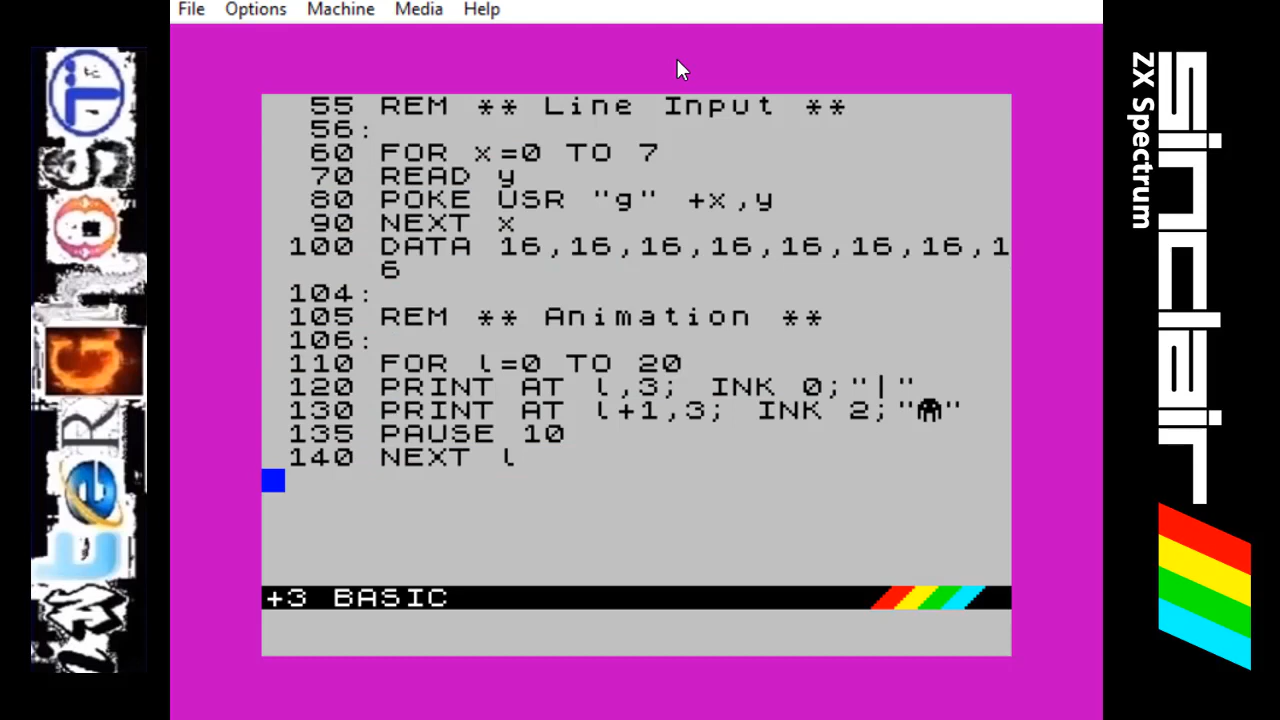 File Options Machine Media Help
55 REM ** Line Input **
56:
60 FOR x=0 TO 7
70 READ y
80 POKE USR "g" +x,y
90 NEXT x
100 DATA 16,16,16,16,16,16,16,1
6
104:
105 REM ** Animation **
106:
110 FOR l=0 TO 20
120 PRINT AT l,3; INK 0;"|"
130 PRINT AT l+1,3; INK 2;" "
135 PAUSE 10
140 NEXT l
+3 BASIC
sinclair
ZX Spectrum